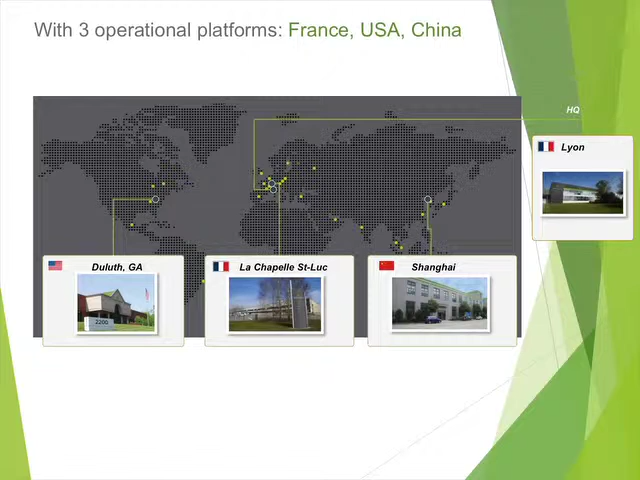 With 3 operational platforms: France, USA, China
HQ
Lyon
Duluth, GA
La Chapelle St-Luc
Shanghai
2200